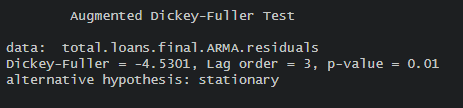 Augmented Dickey-Fuller Test
data:  total.loans.final.ARMA.residuals
Dickey-Fuller = -4.5301, Lag order = 3, p-value = 0.01
alternative hypothesis: stationary